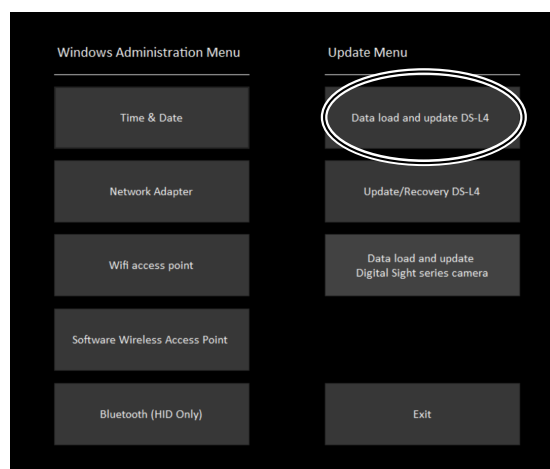 Windows Administration Menu
Time & Date
Network Adapter
Wifi access point
Software Wireless Access Point
Bluetooth (HID Only)
Update Menu
Data load and update DS-L4
Update/Recovery DS-L4
Data load and update
Digital Sight series camera
Exit